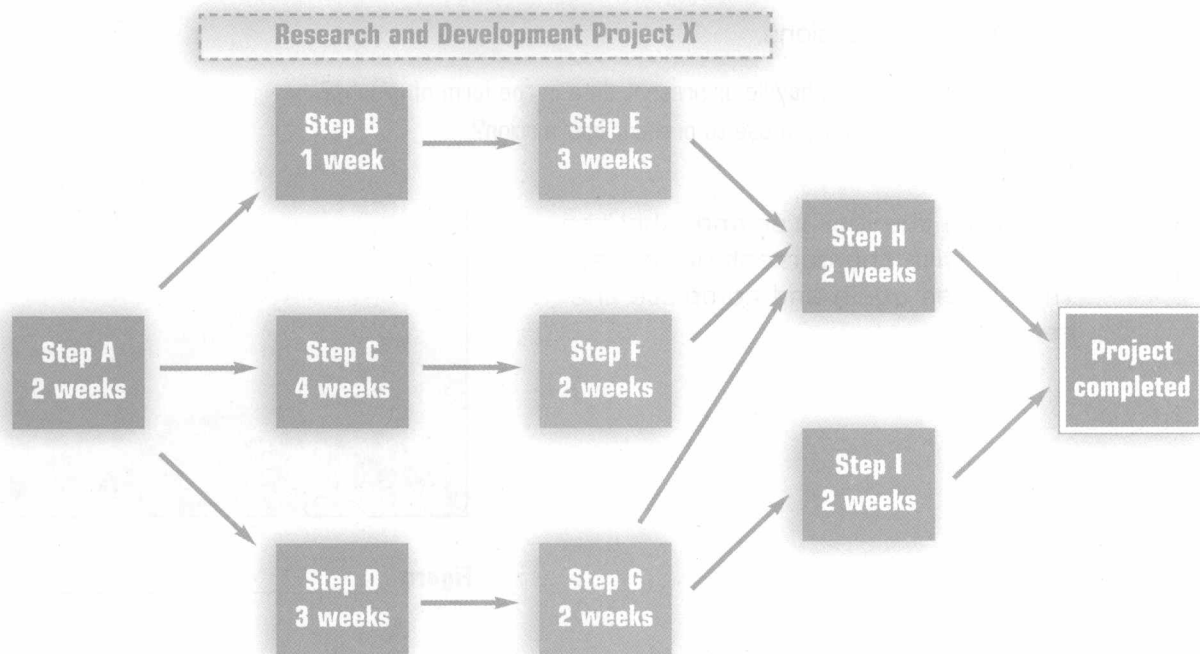 Research and Development Project X
Step B
1 week
Step E
3 weeks
Step H
2 weeks
Step A
2 weeks
Step C
4 weeks
Step F
2 weeks
Project
completed
Step I
2 weeks
Step D
3 weeks
Step G
2 weeks